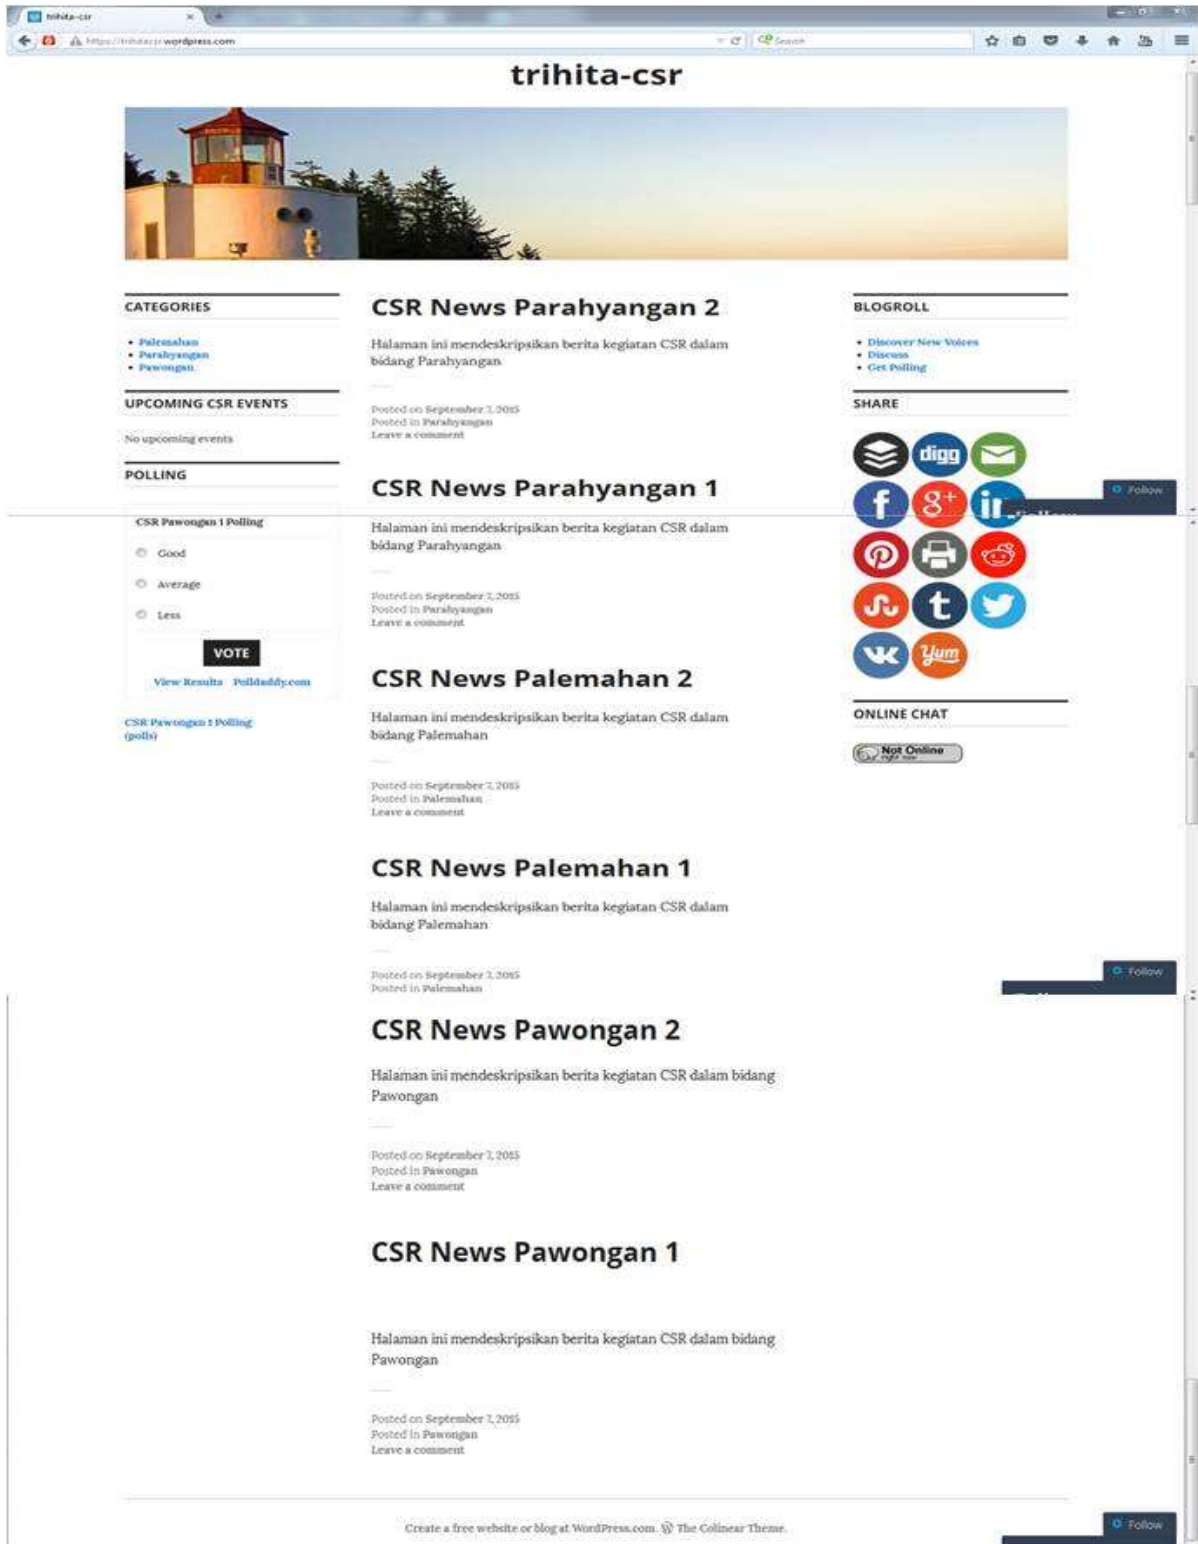 trihita-csr
wordpress.com
Search
trihita-csr
CATEGORIES
Palemahan
Parahyangan
Pawongan
UPCOMING CSR EVENTS
No upcoming events
POLLING
CSR Pawongan 1 Polling
Good
Average
Less
VOTE
View Results Polldaddy.com
CSR Pawongan 1 Polling
(polls)
CSR News Parahyangan 2
Halaman ini mendeskripsikan berita kegiatan CSR dalam
bidang Parahyangan
Posted on September 7, 2015
Posted in Parahyangan
Leave a comment
CSR News Parahyangan 1
Halaman ini mendeskripsikan berita kegiatan CSR dalam
bidang Parahyangan
Posted on September 7, 2015
Posted in Parahyangan
Leave a comment
CSR News Palemahan 2
Halaman ini mendeskripsikan berita kegiatan CSR dalam
bidang Palemahan
Posted on September 7, 2015
Posted in Palemahan
Leave a comment
CSR News Palemahan 1
Halaman ini mendeskripsikan berita kegiatan CSR dalam
bidang Palemahan
Posted on September 7, 2015
Posted in Palemahan
CSR News Pawongan 2
Halaman ini mendeskripsikan berita kegiatan CSR dalam bidang
Pawongan
Posted on September 7, 2015
Posted in Pawongan
Leave a comment
CSR News Pawongan 1
Halaman ini mendeskripsikan berita kegiatan CSR dalam bidang
Pawongan
Posted on September 7, 2015
Posted in Pawongan
Leave a comment
BLOGROLL
Discover New Voices
Discuss
Get Polling
SHARE
digg
f
8+
in
t
Yum
Follow
ONLINE CHAT
Not Online
right now
Follow
Create a free website or blog at WordPress.com. The Colinear Theme.
Follow